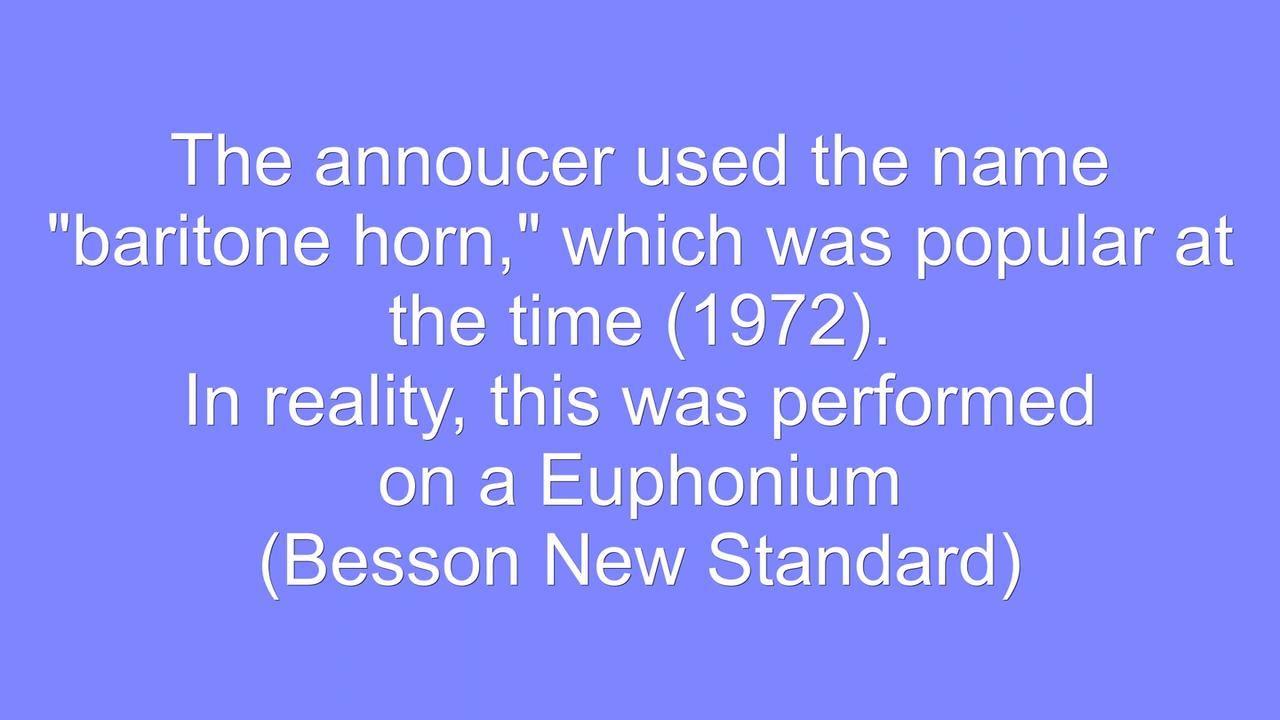 The annoucer used the name
"baritone horn," which was popular at
the time (1972).
In reality, this was performed
on a Euphonium
(Besson New Standard)